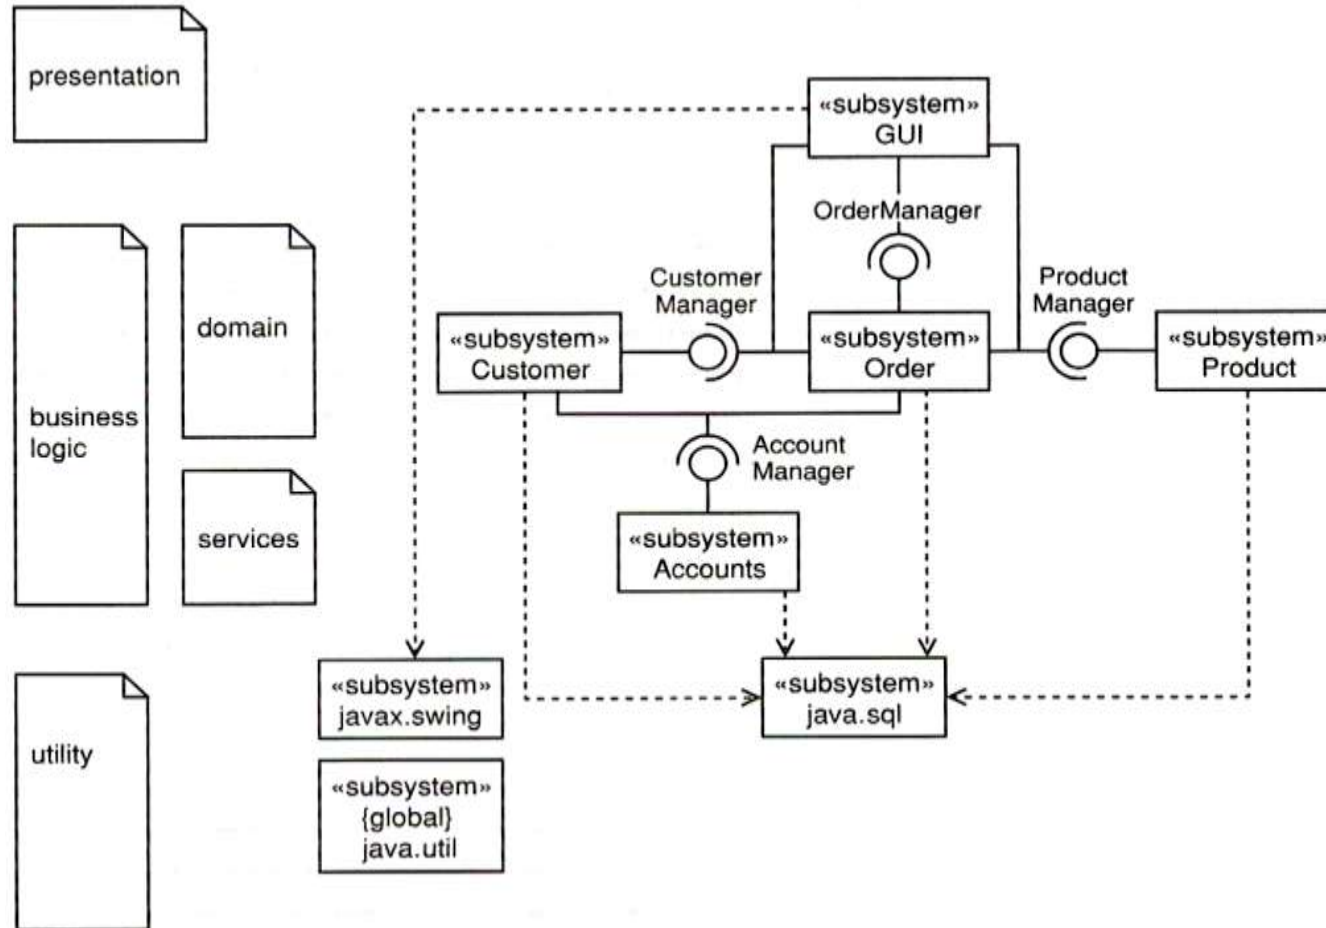 presentation
«subsystem»
GUI
OrderManager
Customer
Manager
Product
Manager
domain
«subsystem»
Customer
«subsystem»
Order
«subsystem»
Product
business
logic
Account
Manager
services
«subsystem»
Accounts
«subsystem»
javax.swing
«subsystem»
java.sql
utility
«subsystem»
{global}
java.util